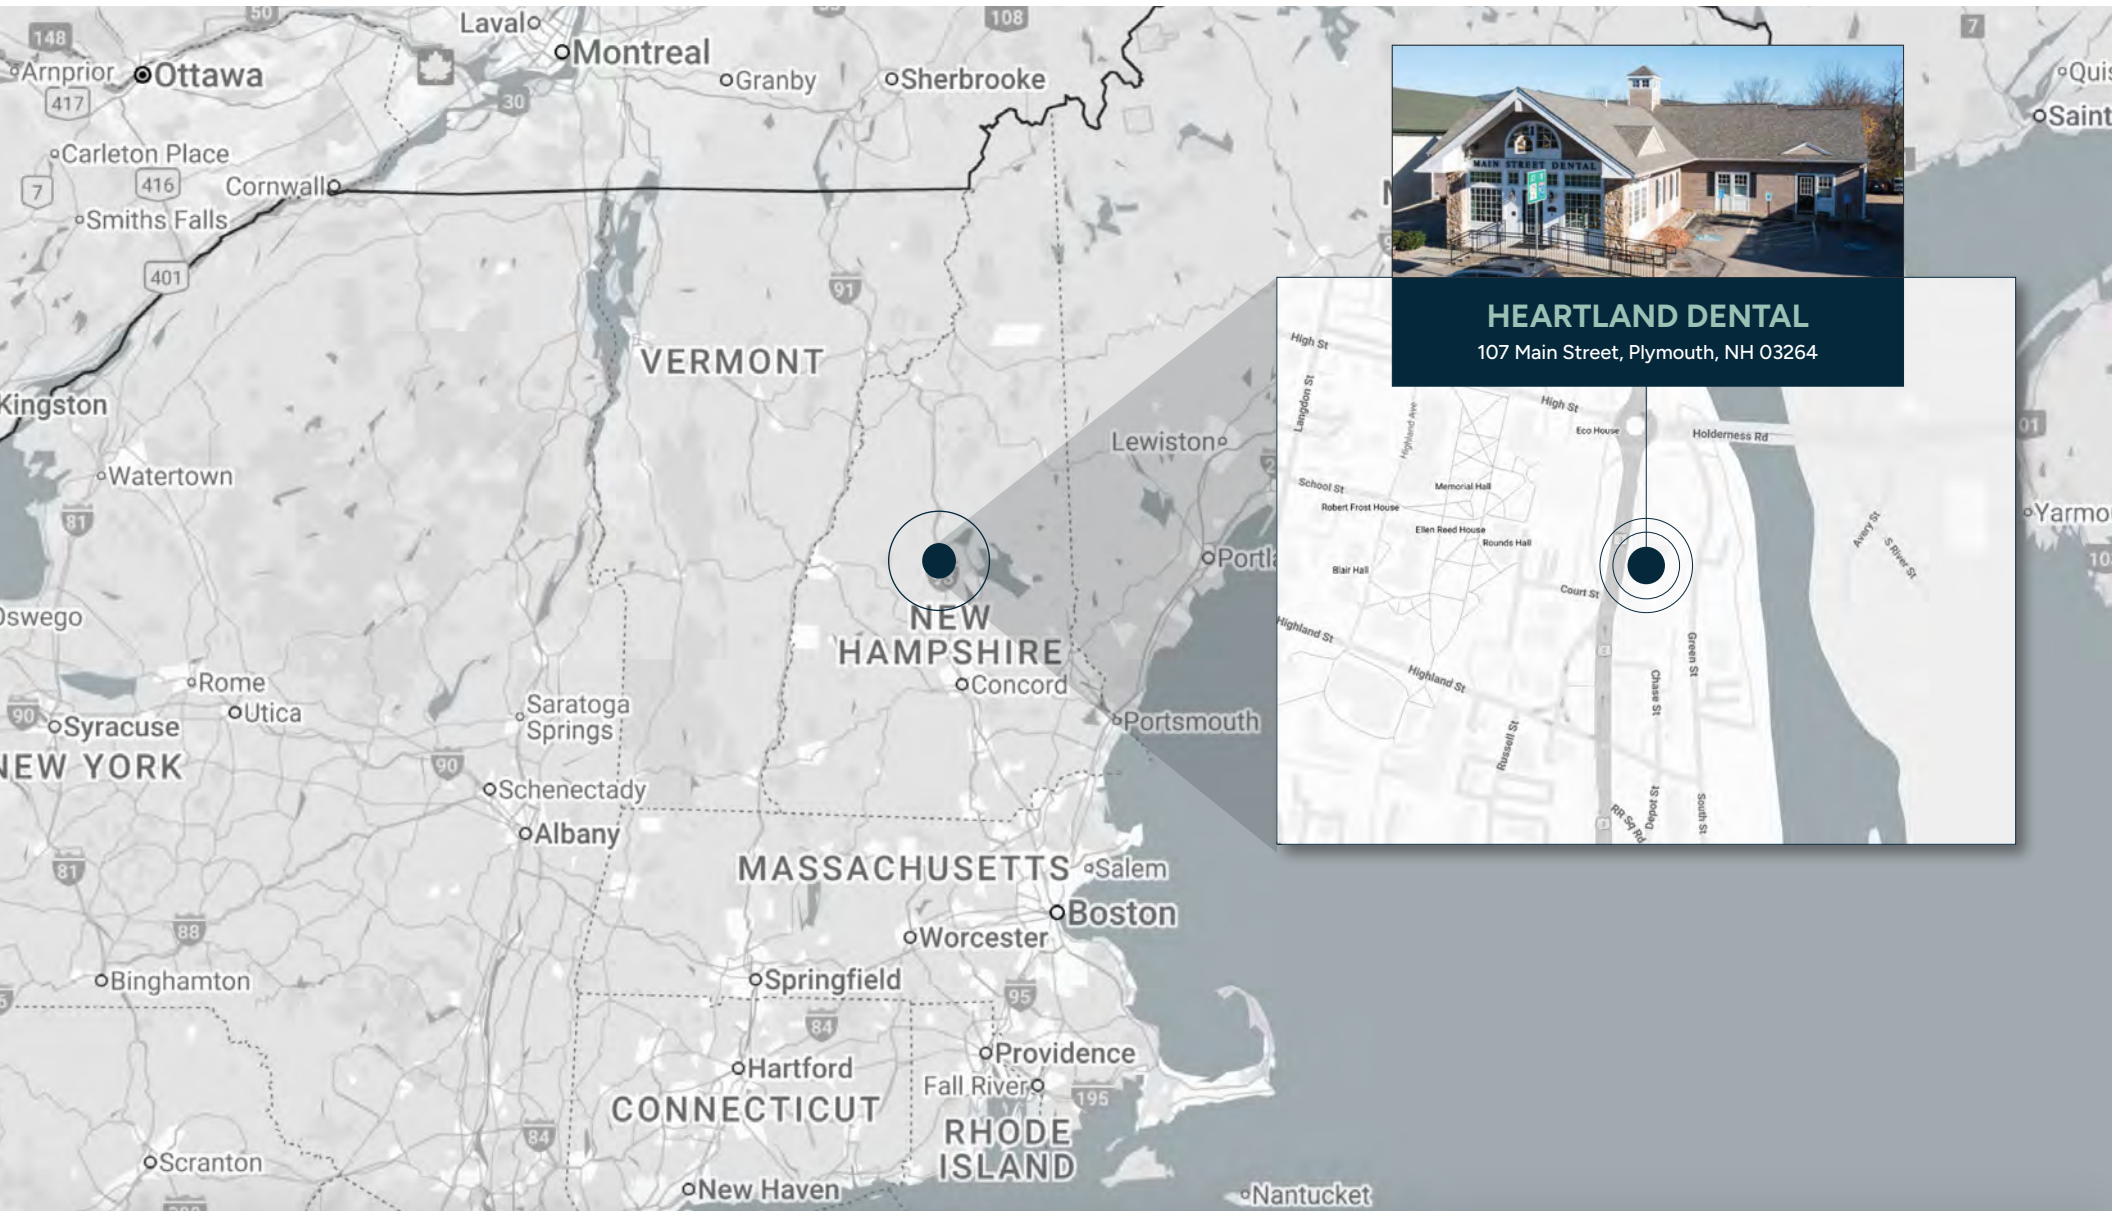 50
108
148
Laval
Montreal
Arnprior
Ottawa
417
Granby
Sherbrooke
30
7
Saint
Carleton Place
416
7
Cornwall
Smiths Falls
401
91
VERMONT
Kingston
Lewiston
Watertown
81
NEW
HAMPSHIRE
Concord
Oswego
Rome
Utica
Saratoga
Springs
Portsmouth
90
Syracuse
NEW YORK
90
Schenectady
Albany
81
MASSACHUSETTS
Salem
Boston
88
Worcester
Binghamton
Springfield
95
84
Hartford
Providence
Fall River
195
CONNECTICUT
84
RHODE
ISLAND
Scranton
New Haven
Nantucket
MAIN STREET DENTAL
HEARTLAND DENTAL
107 Main Street, Plymouth, NH 03264
High St
Langdon St
Highland Ave
High St
Eco House
Holderness Rd
School St
Memorial Hall
Robert Frost House
Ellen Reed House
Rounds Hall
Avery St
S River St
Blair Hall
Court St
Highland St
Highland St
Green St
Chase St
Russell St
RR Sq Rd
Depot St
South St